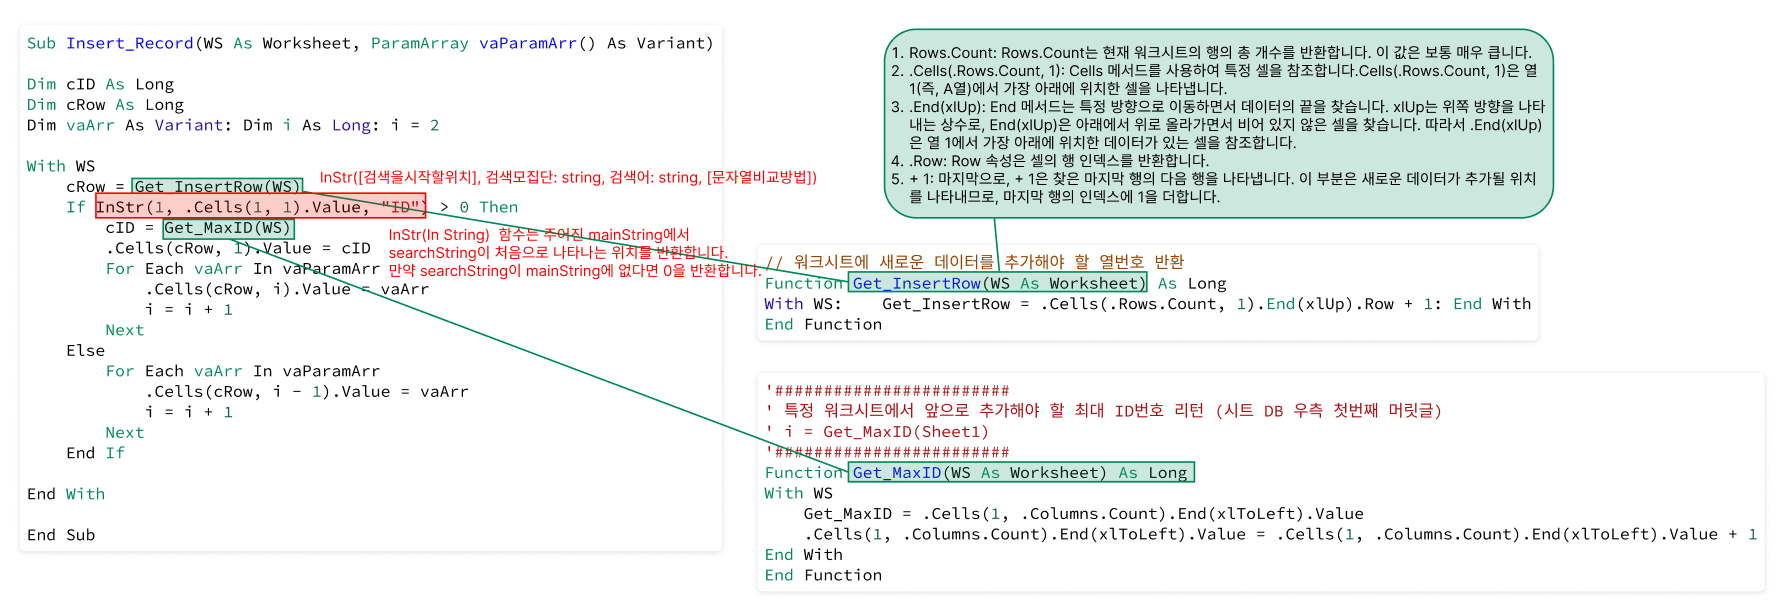 Sub Insert_Record(WS As Worksheet, ParamArray vaParamArr() As Variant)
Dim cID As Long
Dim cRow As Long
Dim vaArr As Variant: Dim i As Long: i = 2
With WS
cRow = Get_InsertRow(WS)
If InStr(1, .Cells(1, 1).Value, "ID") > 0 Then
cID = Get_MaxID(WS)
.Cells(cRow, 1).Value = cID
For Each vaArr In vaParamArr
.Cells(cRow, i).Value = vaArr
i = i + 1
Next
Else
For Each vaArr In vaParamArr
.Cells(cRow, i - 1).Value = vaArr
i = i + 1
Next
End If
End With
End Sub
InStr([검색을시작할위치], 검색모집단: string, 검색어: string, [문자열비교방법])
InStr(In String) 함수는 주어진 mainString에서
searchString이 처음으로 나타나는 위치를 반환합니다.
만약 searchString이 mainString에 없다면 0을 반환합니다.
1. Rows.Count: Rows.Count는 현재 워크시트의 행의 총 개수를 반환합니다. 이 값은 보통 매우 큽니다.
2. .Cells(.Rows.Count, 1): Cells 메서드를 사용하여 특정 셀을 참조합니다.Cells(.Rows.Count, 1)은 열
1(즉, A열)에서 가장 아래에 위치한 셀을 나타냅니다.
3. .End(xlUp): End 메서드는 특정 방향으로 이동하면서 데이터의 끝을 찾습니다. xlUp는 위쪽 방향을 나타
내는 상수로, End(xlUp)은 아래에서 위로 올라가면서 비어 있지 않은 셀을 찾습니다. 따라서 .End(xlUp)
은 열 1에서 가장 아래에 위치한 데이터가 있는 셀을 참조합니다.
4. .Row: Row 속성은 셀의 행 인덱스를 반환합니다.
5. + 1: 마지막으로, + 1은 찾은 마지막 행의 다음 행을 나타냅니다. 이 부분은 새로운 데이터가 추가될 위치
를 나타내므로, 마지막 행의 인덱스에 1을 더합니다.
// 워크시트에 새로운 데이터를 추가해야 할 열번호 반환
Function Get_InsertRow(WS As Worksheet) As Long
With WS: Get_InsertRow = .Cells(.Rows.Count, 1).End(xlUp).Row + 1: End With
End Function
'########################
' 특정 워크시트에서 앞으로 추가해야 할 최대 ID번호 리턴 (시트 DB 우측 첫번째 머릿글)
' i = Get_MaxID(Sheet1)
'########################
Function Get_MaxID(WS As Worksheet) As Long
With WS
Get_MaxID = .Cells(1, .Columns.Count).End(xlToLeft).Value
.Cells(1, .Columns.Count).End(xlToLeft).Value = .Cells(1, .Columns.Count).End(xlToLeft).Value + 1
End With
End Function